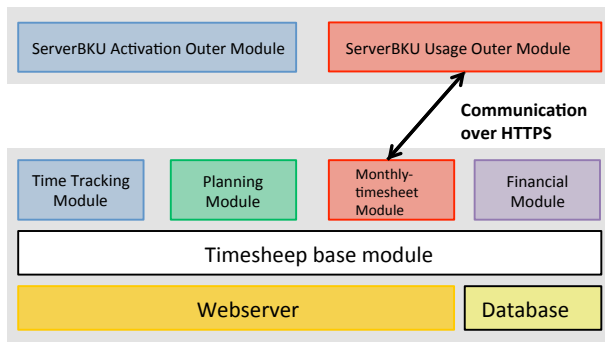 ServerBKU Activation Outer Module
ServerBKU Usage Outer Module
Communication
over HTTPS
Time Tracking
Module
Planning
Module
Monthly-
timesheet
Module
Financial
Module
Timesheep base module
Webserver
Database